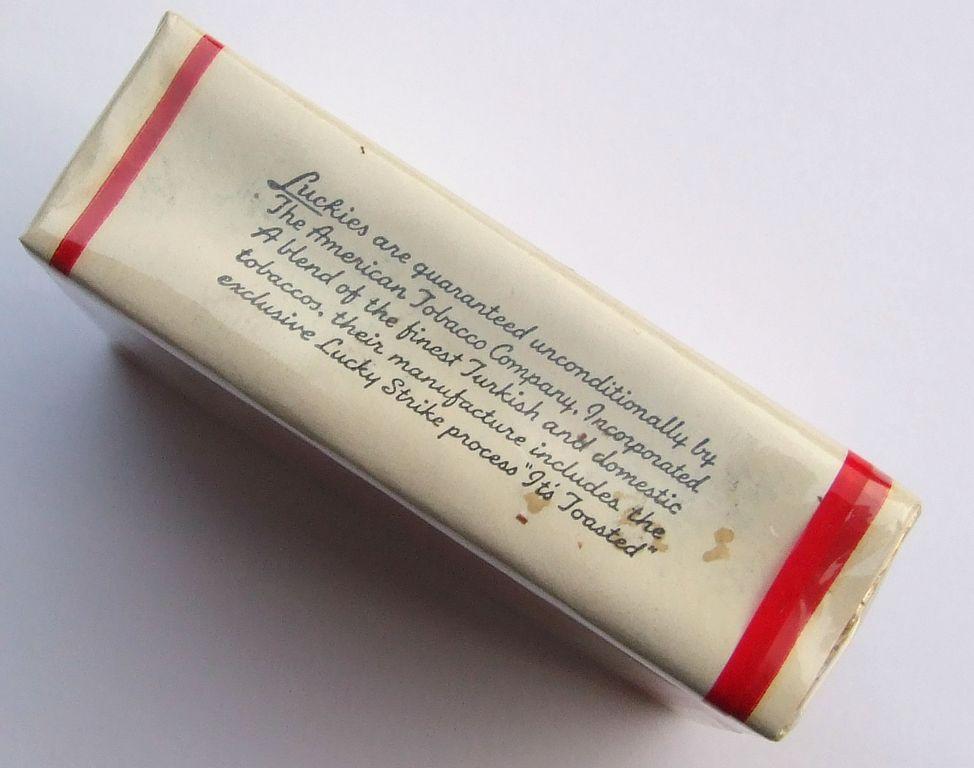 Luckies are guaranteed unconditionally by
The American Tobacco Company, Incorporated
A blend of the finest Turkish and domestic
tobaccos, their manufacture includes the
exclusive Lucky Strike process "It's Toasted"